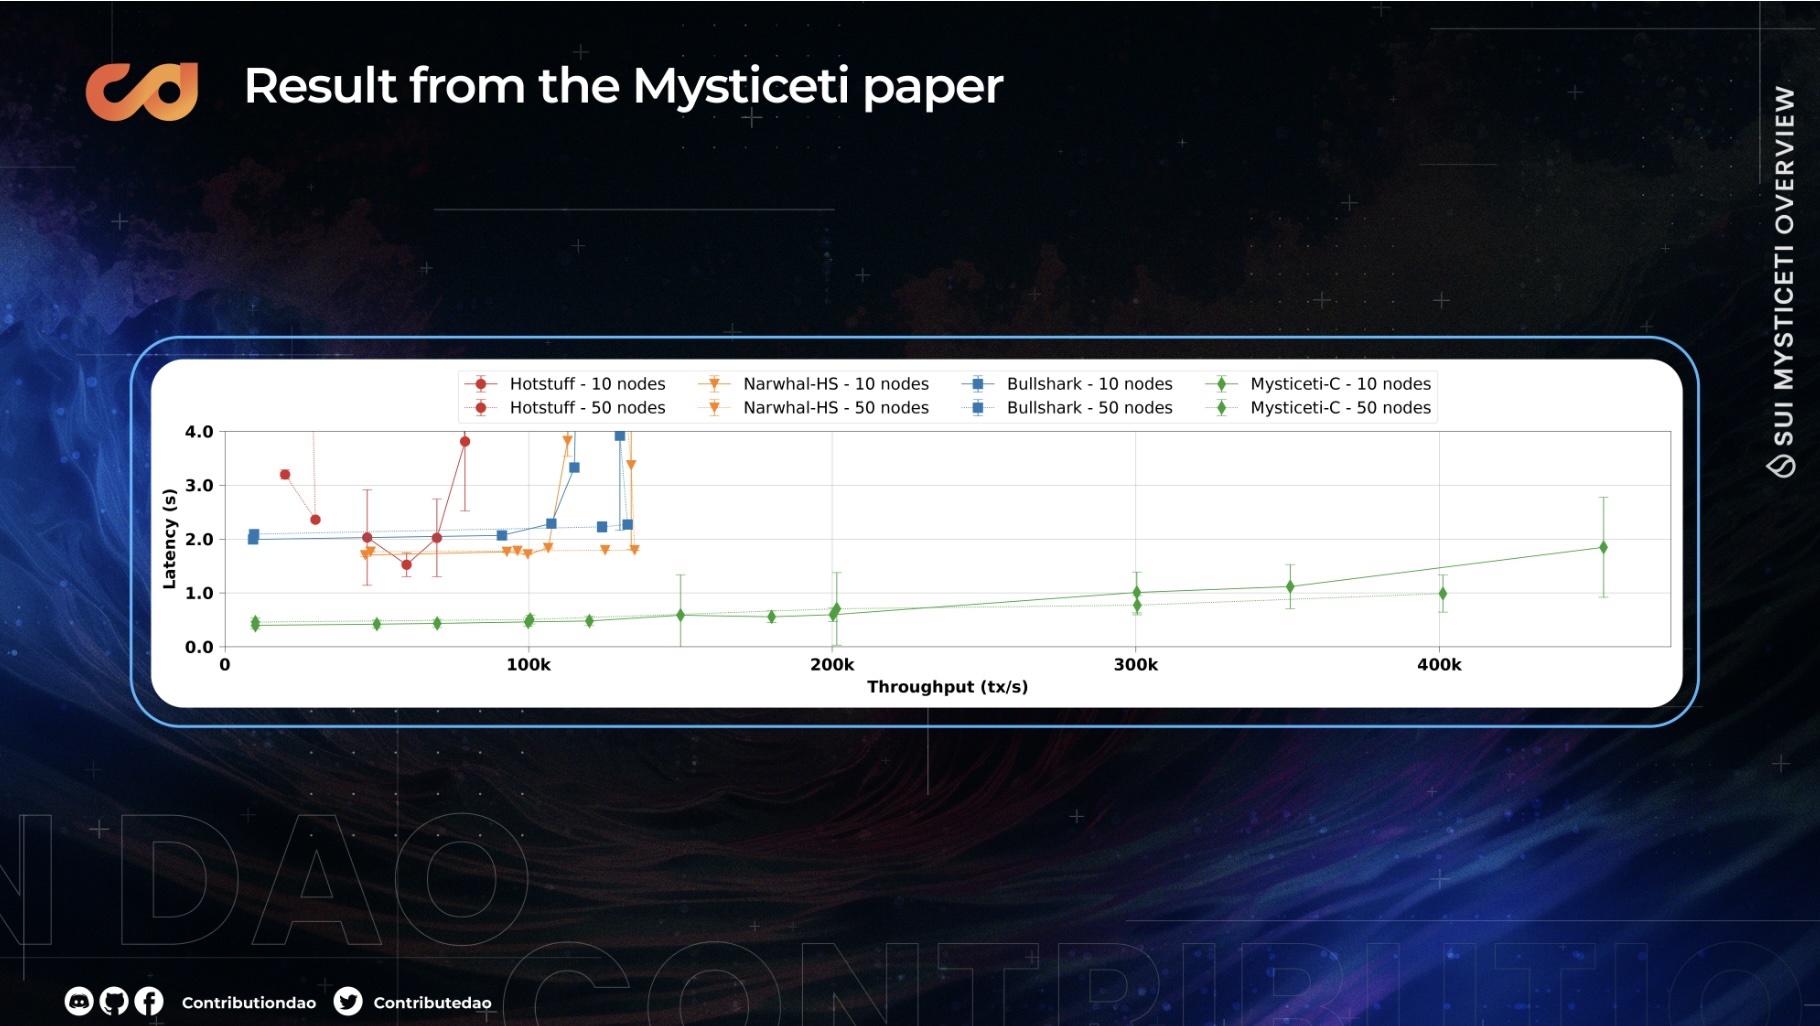 Result from the Mysticeti paper
SUI MYSTICETI OVERVIEW
Hotstuff - 10 nodes
Narwhal-HS - 10 nodes
Bullshark - 10 nodes
Mysticeti-C - 10 nodes
Hotstuff - 50 nodes
Narwhal-HS - 50 nodes
Bullshark - 50 nodes
Mysticeti-C - 50 nodes
Latency (s)
4.0
3.0
2.0
1.0
0.0
0
100k
200k
300k
400k
Throughput (tx/s)
N DAO
CONTRIBUTIO
Contributiondao
Contributedao